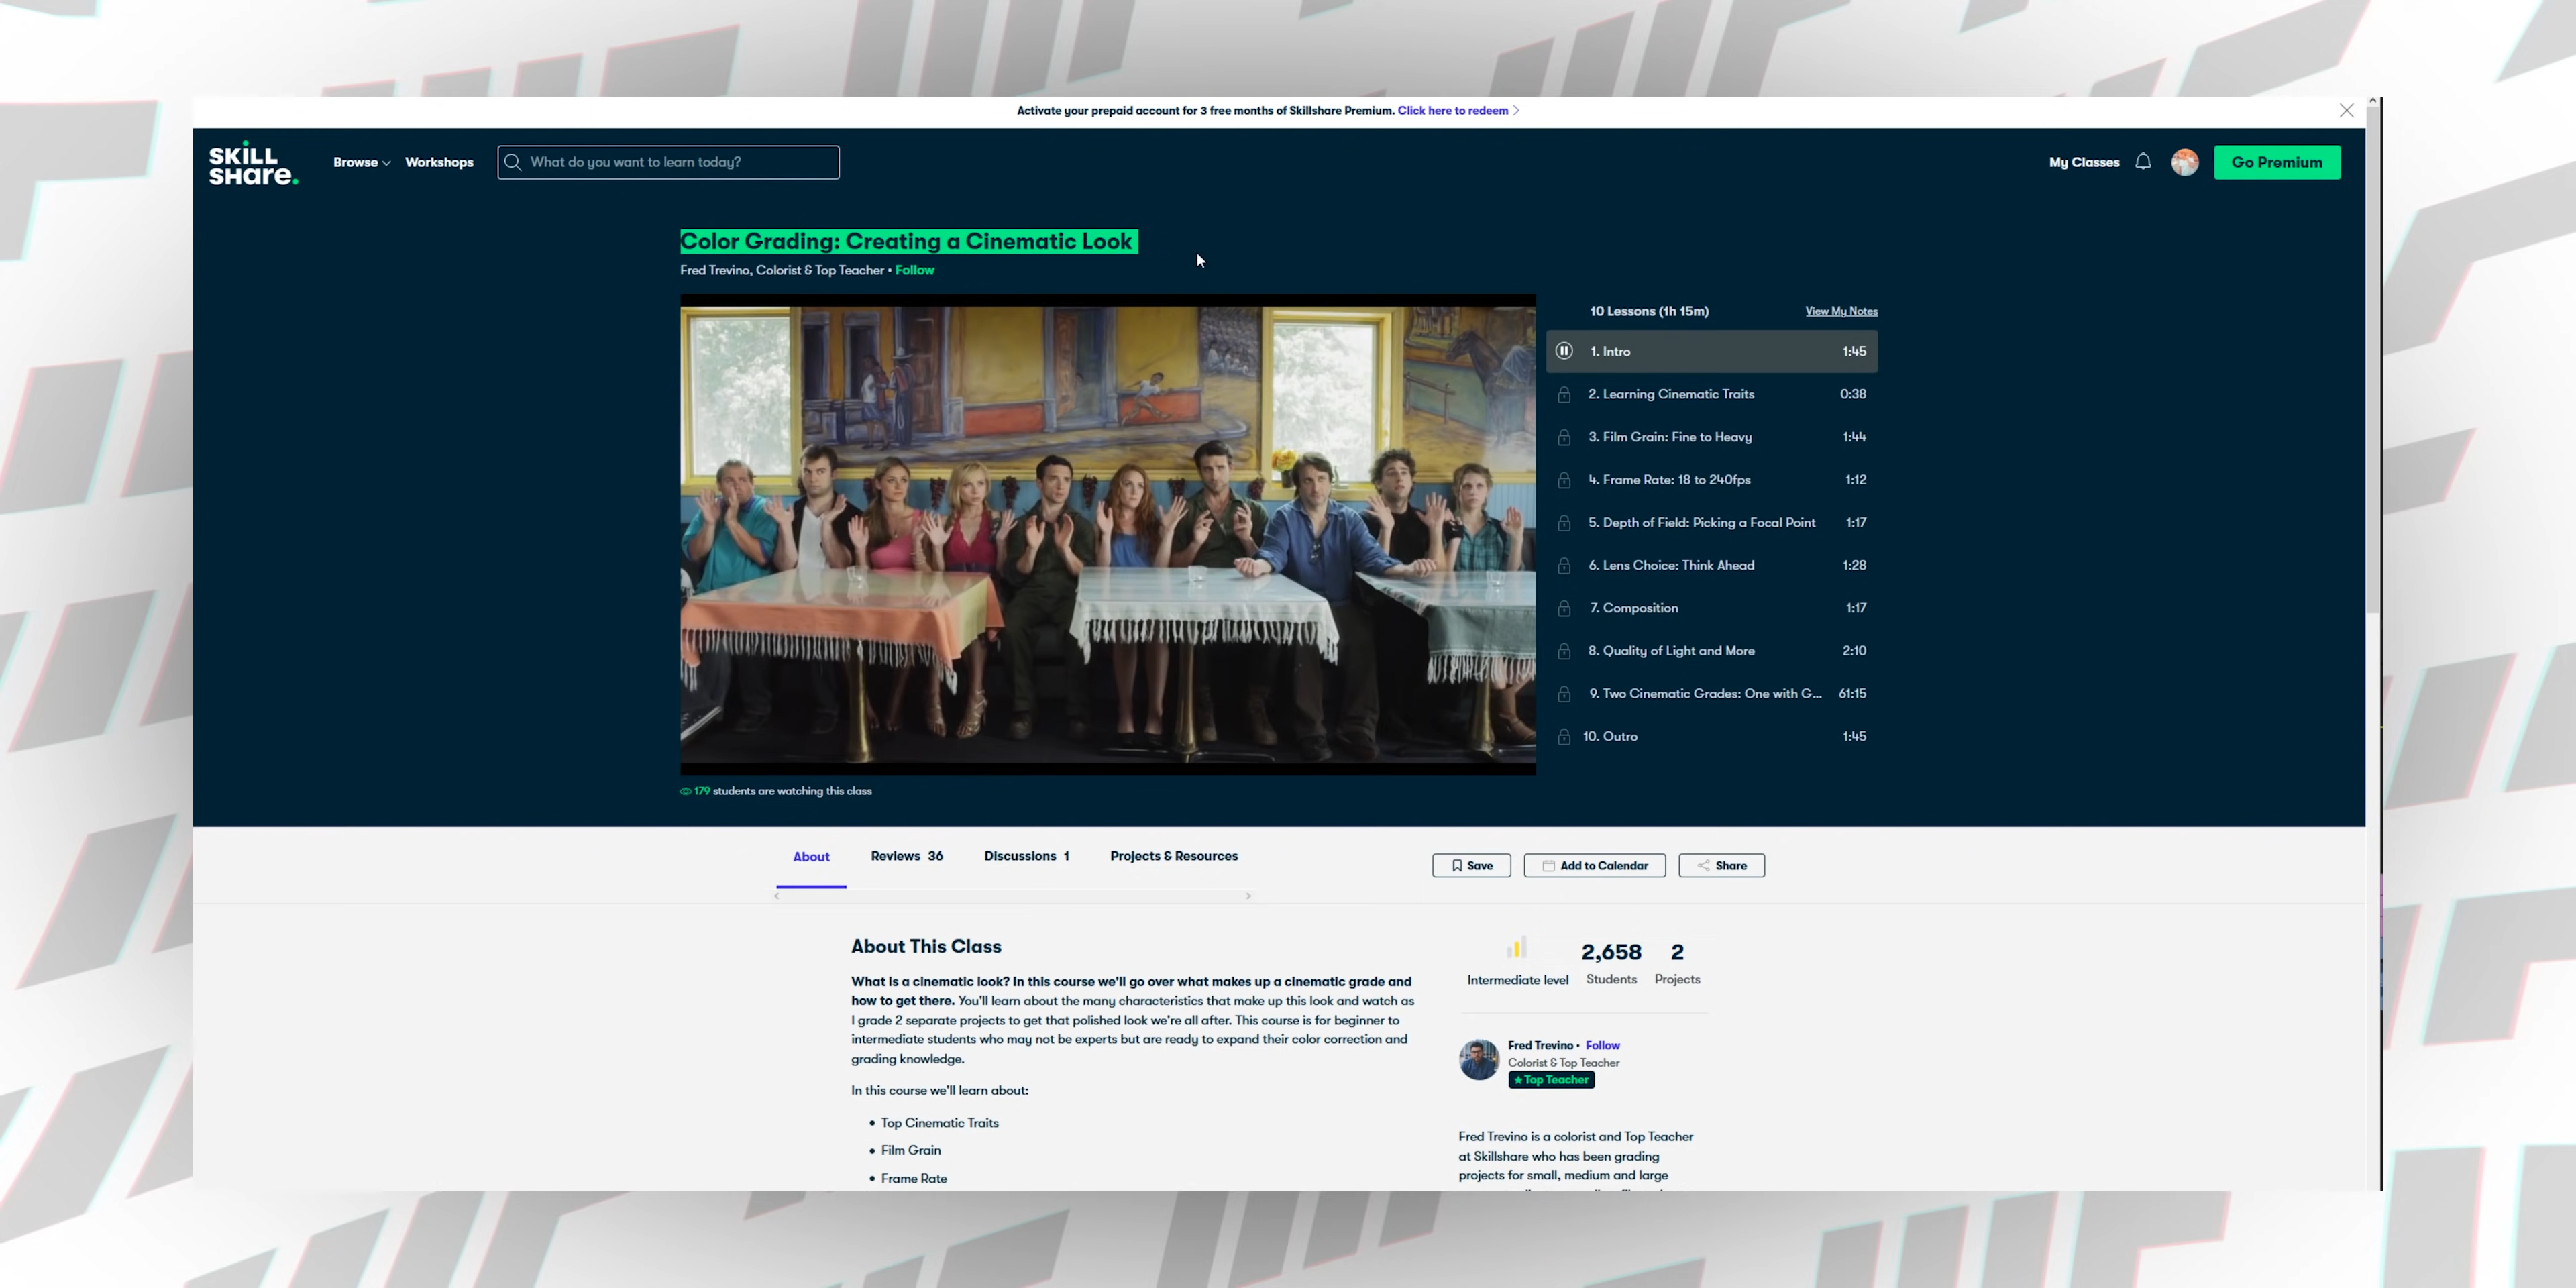 Activate your prepaid account for 3 free months of Skillshare Premium. Click here to redeem
SKILL
SHARE.
Browse
Workshops
What do you want to learn today?
My Classes
Go Premium
Color Grading: Creating a Cinematic Look
Fred Trevino, Colorist & Top Teacher • Follow
10 Lessons (1h 15m)
View My Notes
1. Intro 1:45
2. Learning Cinematic Traits 0:38
3. Film Grain: Fine to Heavy 1:44
4. Frame Rate: 18 to 240fps 1:12
5. Depth of Field: Picking a Focal Point 1:17
6. Lens Choice: Think Ahead 1:28
7. Composition 1:17
8. Quality of Light and More 2:10
9. Two Cinematic Grades: One with G... 61:15
10. Outro 1:45
179 students are watching this class
About
Reviews 36
Discussions 1
Projects & Resources
Save
Add to Calendar
Share
About This Class
What is a cinematic look? In this course we'll go over what makes up a cinematic grade and
how to get there. You'll learn about the many characteristics that make up this look and watch as
I grade 2 separate projects to get that polished look we're all after. This course is for beginner to
intermediate students who may not be experts but are ready to expand their color correction and
grading knowledge.
In this course we'll learn about:
• Top Cinematic Traits
• Film Grain
• Frame Rate
2,658 2
Intermediate level Students Projects
Fred Trevino • Follow
Colorist & Top Teacher
★ Top Teacher
Fred Trevino is a colorist and Top Teacher
at Skillshare who has been grading
projects for small, medium and large